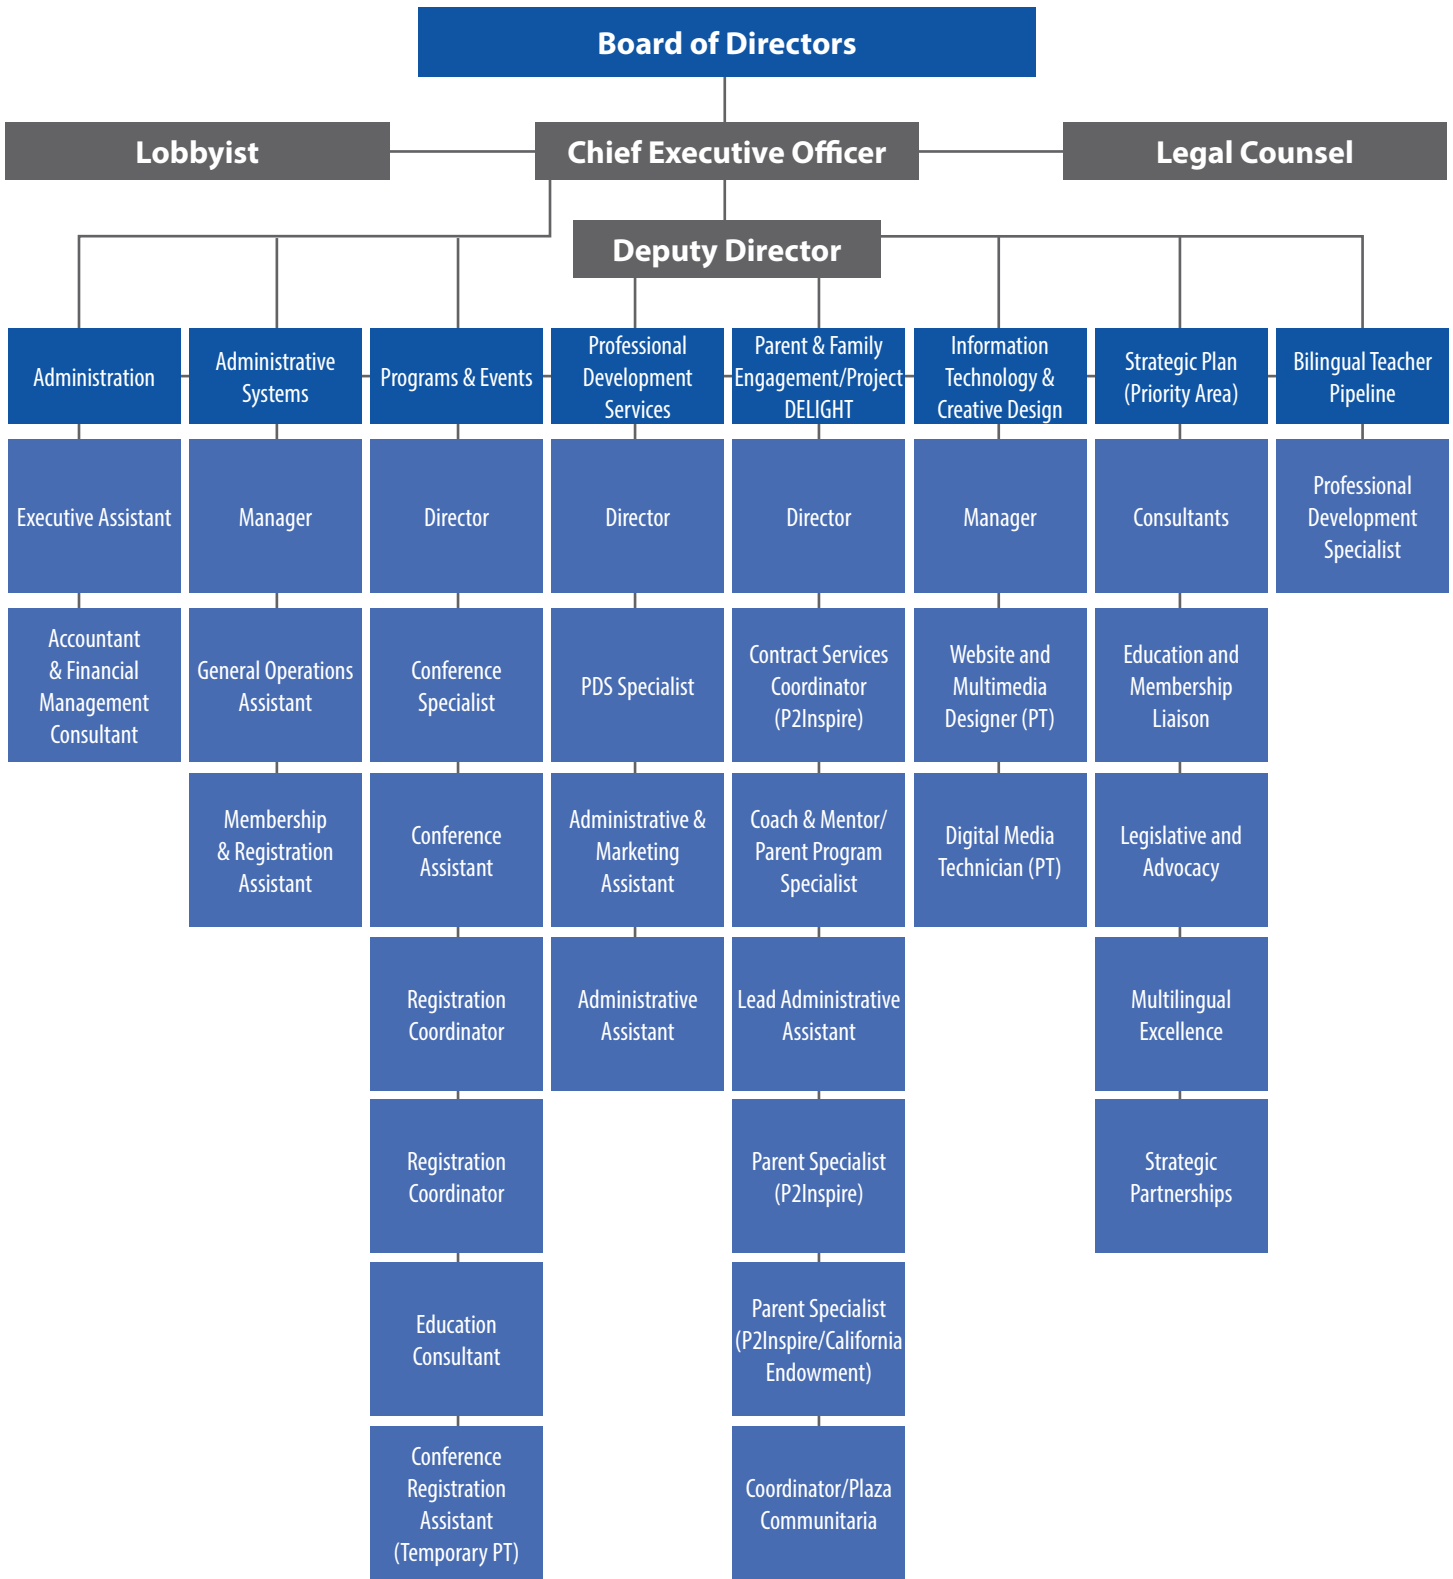 Board of Directors
Lobbyist
Chief Executive Officer
Legal Counsel
Deputy Director
Administration
Administrative
Systems
Programs & Events
Professional
Development
Services
Parent & Family
Engagement/Project
DELIGHT
Information
Technology &
Creative Design
Strategic Plan
(Priority Area)
Bilingual Teacher
Pipeline
Executive Assistant
Manager
Director
Director
Director
Manager
Consultants
Professional
Development
Specialist
Accountant
& Financial
Management
Consultant
General Operations
Assistant
Conference
Specialist
PDS Specialist
Contract Services
Coordinator
(P2Inspire)
Website and
Multimedia
Designer (PT)
Education and
Membership
Liaison
Membership
& Registration
Assistant
Conference
Assistant
Administrative &
Marketing
Assistant
Coach & Mentor/
Parent Program
Specialist
Digital Media
Technician (PT)
Legislative and
Advocacy
Registration
Coordinator
Administrative
Assistant
Lead Administrative
Assistant
Multilingual
Excellence
Registration
Coordinator
Parent Specialist
(P2Inspire)
Strategic
Partnerships
Education
Consultant
Parent Specialist
(P2Inspire/California
Endowment)
Conference
Registration
Assistant
(Temporary PT)
Coordinator/Plaza
Communitaria